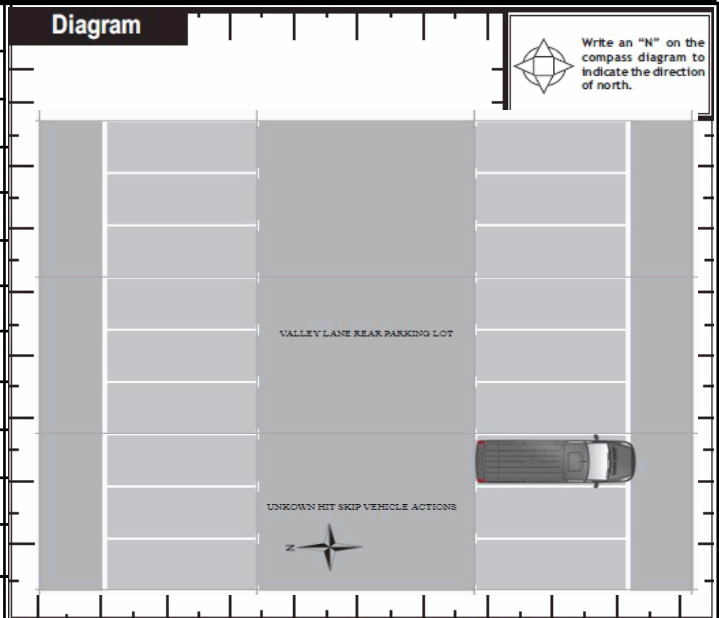 Diagram
Write an “N” on the
compass diagram to
indicate the direction
of north.
VALLEY LANE REAR PARKING LOT
UNKOWN HIT SKIP VEHICLE ACTIONS
N